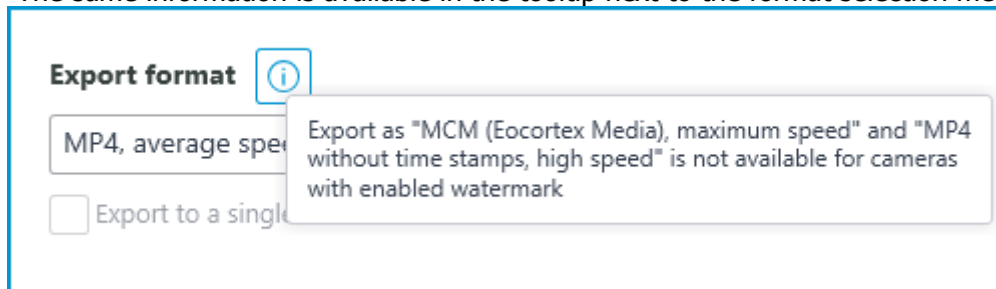 Export format
MP4, average spe
Export as "MCM (Eocortex Media), maximum speed" and "MP4
without time stamps, high speed" is not available for cameras
with enabled watermark
Export to a single